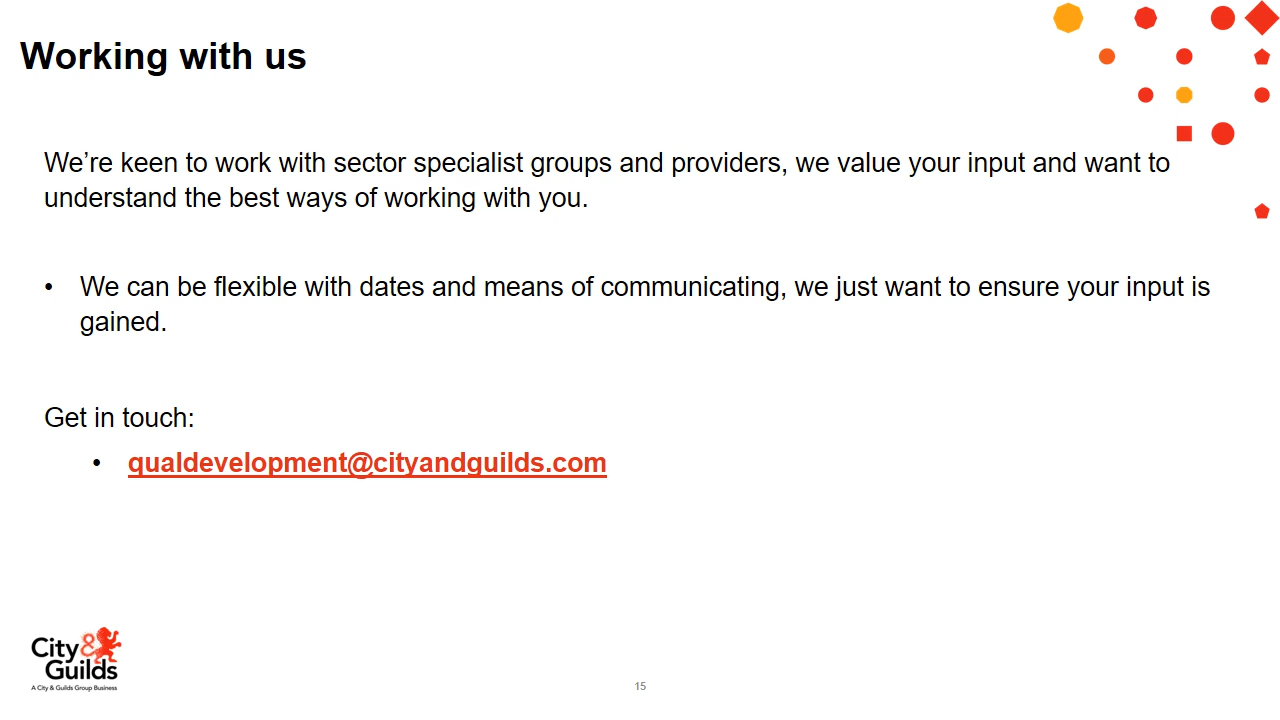 Working with us
We’re keen to work with sector specialist groups and providers, we value your input and want to
understand the best ways of working with you.
• We can be flexible with dates and means of communicating, we just want to ensure your input is
gained.
Get in touch:
• qualdevelopment@cityandguilds.com
City&
Guilds
A City & Guilds Group Business
15